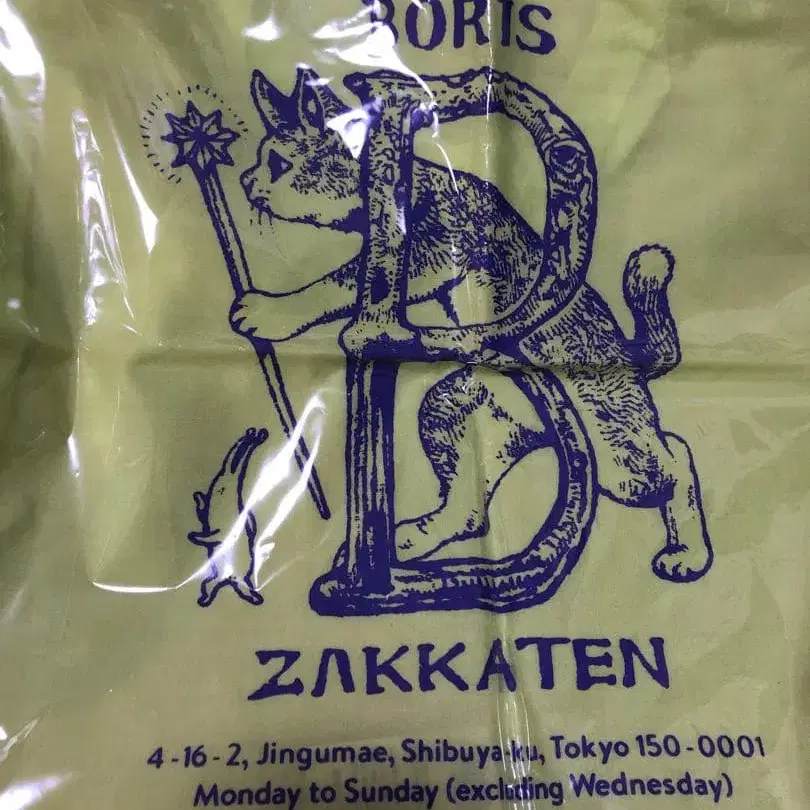 BORIS
B
ZAKKATEN
4-16-2, Jingumae, Shibuya-ku, Tokyo 150-0001
Monday to Sunday (excluding Wednesday)